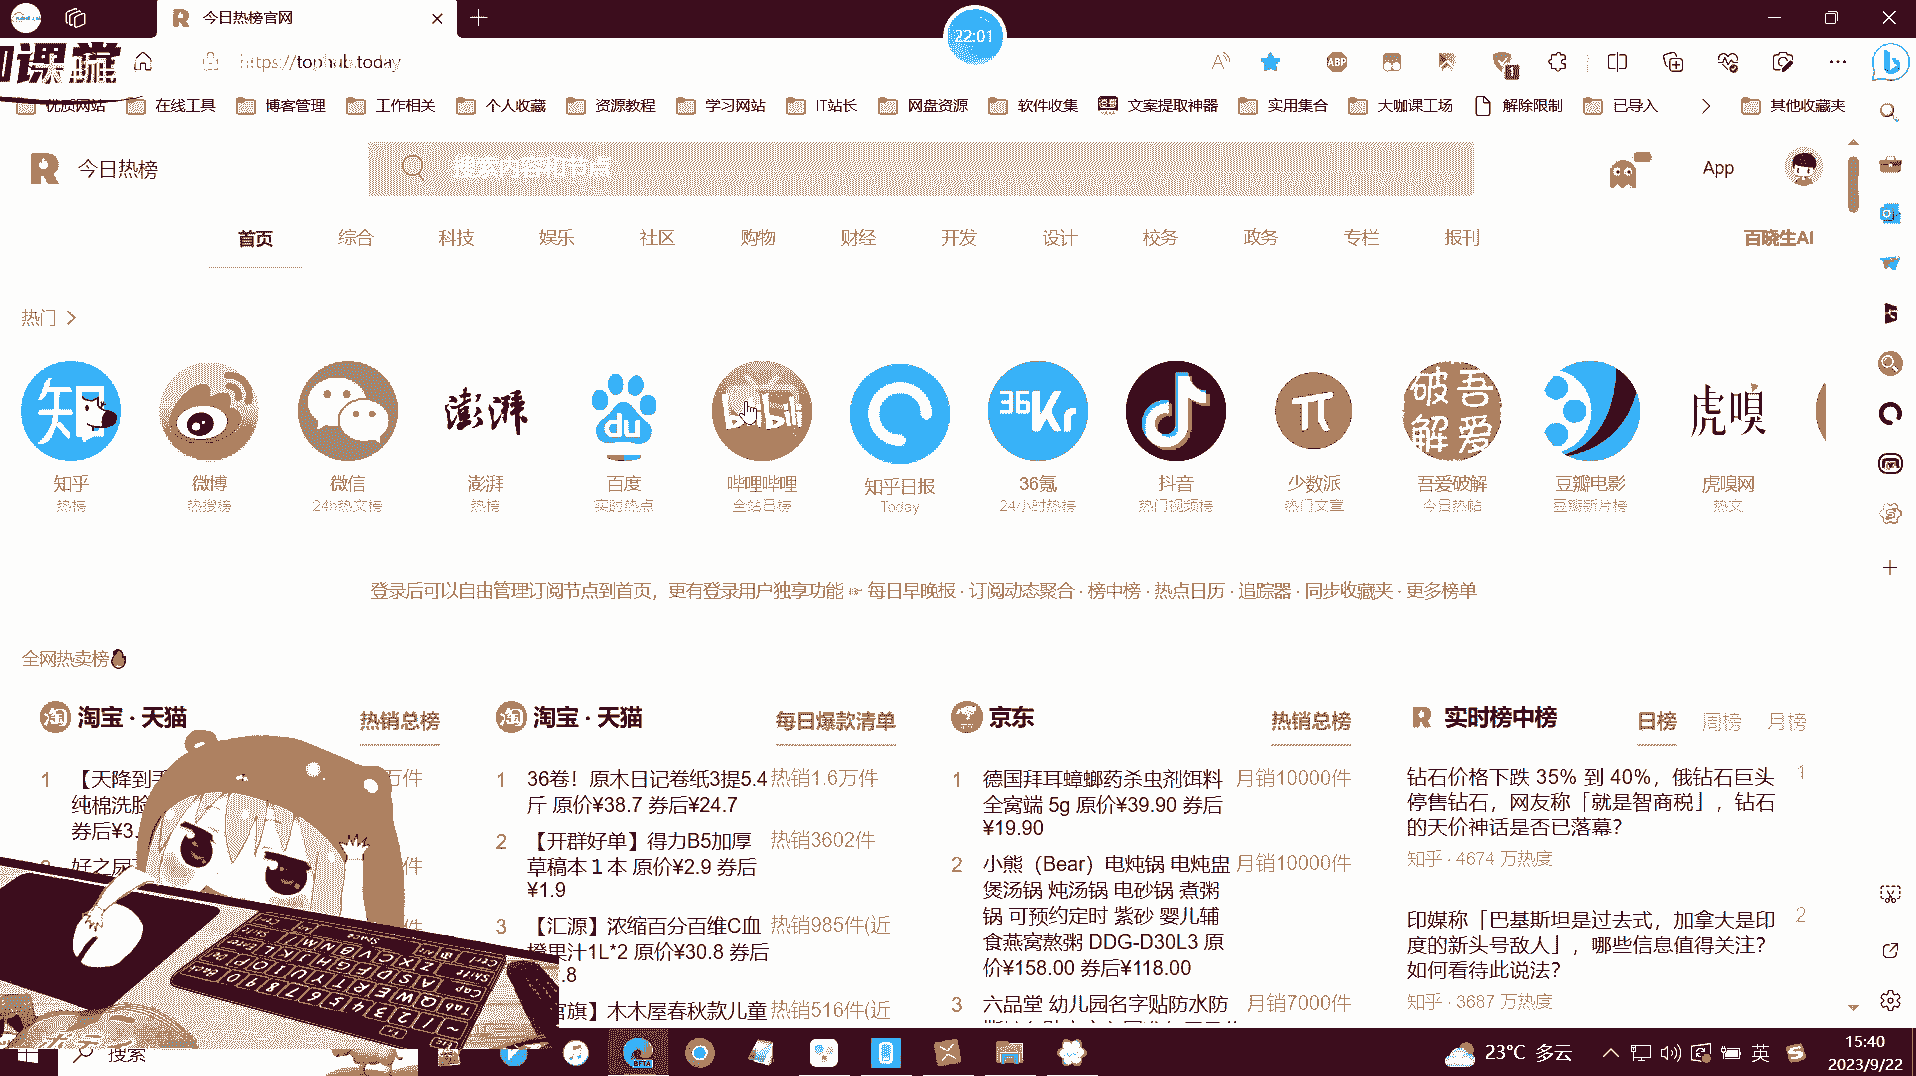 今日热榜官网
22:01
课堂
https://tophub.today
ABP
1
优质网站 在线工具 博客管理 工作相关 个人收藏 资源教程 学习网站 IT站长 网盘资源 软件收集 文案提取神器 实用集合 大咖课工场 解除限制 已导入 其他收藏夹
今日热榜 搜索内容和节点 App
首页 综合 科技 娱乐 社区 购物 财经 开发 设计 校务 政务 专栏 报刊 百晓生AI
热门
知 澎湃 du bilibili 36Kr 吾爱破解 虎嗅
知乎 微博 微信 澎湃 百度 哔哩哔哩 知乎日报 36氪 抖音 少数派 吾爱破解 豆瓣电影 虎嗅网
热榜 热搜榜 24h热文榜 热榜 实时热点 全站日榜 Today 24小时热榜 热门视频榜 热门文章 今日热帖 豆瓣新片榜 热文
登录后可以自由管理订阅节点到首页，更有登录用户独享功能 ☞ 每日早晚报 · 订阅动态聚合 · 榜中榜 · 热点日历 · 追踪器 · 同步收藏夹 · 更多榜单
全网热卖榜
淘 淘宝 · 天猫 热销总榜
1 【天降到手
万件
纯棉洗脸
券后¥3.
2 好之
件
件
淘 淘宝 · 天猫 每日爆款清单
1 36卷！原木日记卷纸3提5.4 热销1.6万件
斤 原价¥38.7 券后¥24.7
2 【开群好单】得力B5加厚 热销3602件
草稿本１本 原价¥2.9 券后
¥1.9
3 【汇源】浓缩百分百维C血 热销985件(近
橙果汁1L*2 原价¥30.8 券后
.8
官旗】木木屋春秋款儿童 热销516件(近
京东 热销总榜
1 德国拜耳蟑螂药杀虫剂饵料 月销10000件
全窝端 5g 原价¥39.90 券后
¥19.90
2 小熊（Bear）电炖锅 电炖盅 月销10000件
煲汤锅 炖汤锅 电砂锅 煮粥
锅 可预约定时 紫砂 婴儿辅
食燕窝熬粥 DDG-D30L3 原
价¥158.00 券后¥118.00
3 六品堂 幼儿园名字贴防水防 月销7000件
实时榜中榜 日榜 周榜 月榜
钻石价格下跌 35% 到 40%，俄钻石巨头 1
停售钻石，网友称「就是智商税」，钻石
的天价神话是否已落幕？
知乎 · 4674 万热度
印媒称「巴基斯坦是过去式，加拿大是印 2
度的新头号敌人」，哪些信息值得关注？
如何看待此说法？
知乎 · 3687 万热度
搜索
BETA
23°C 多云
英
15:40
2023/9/22